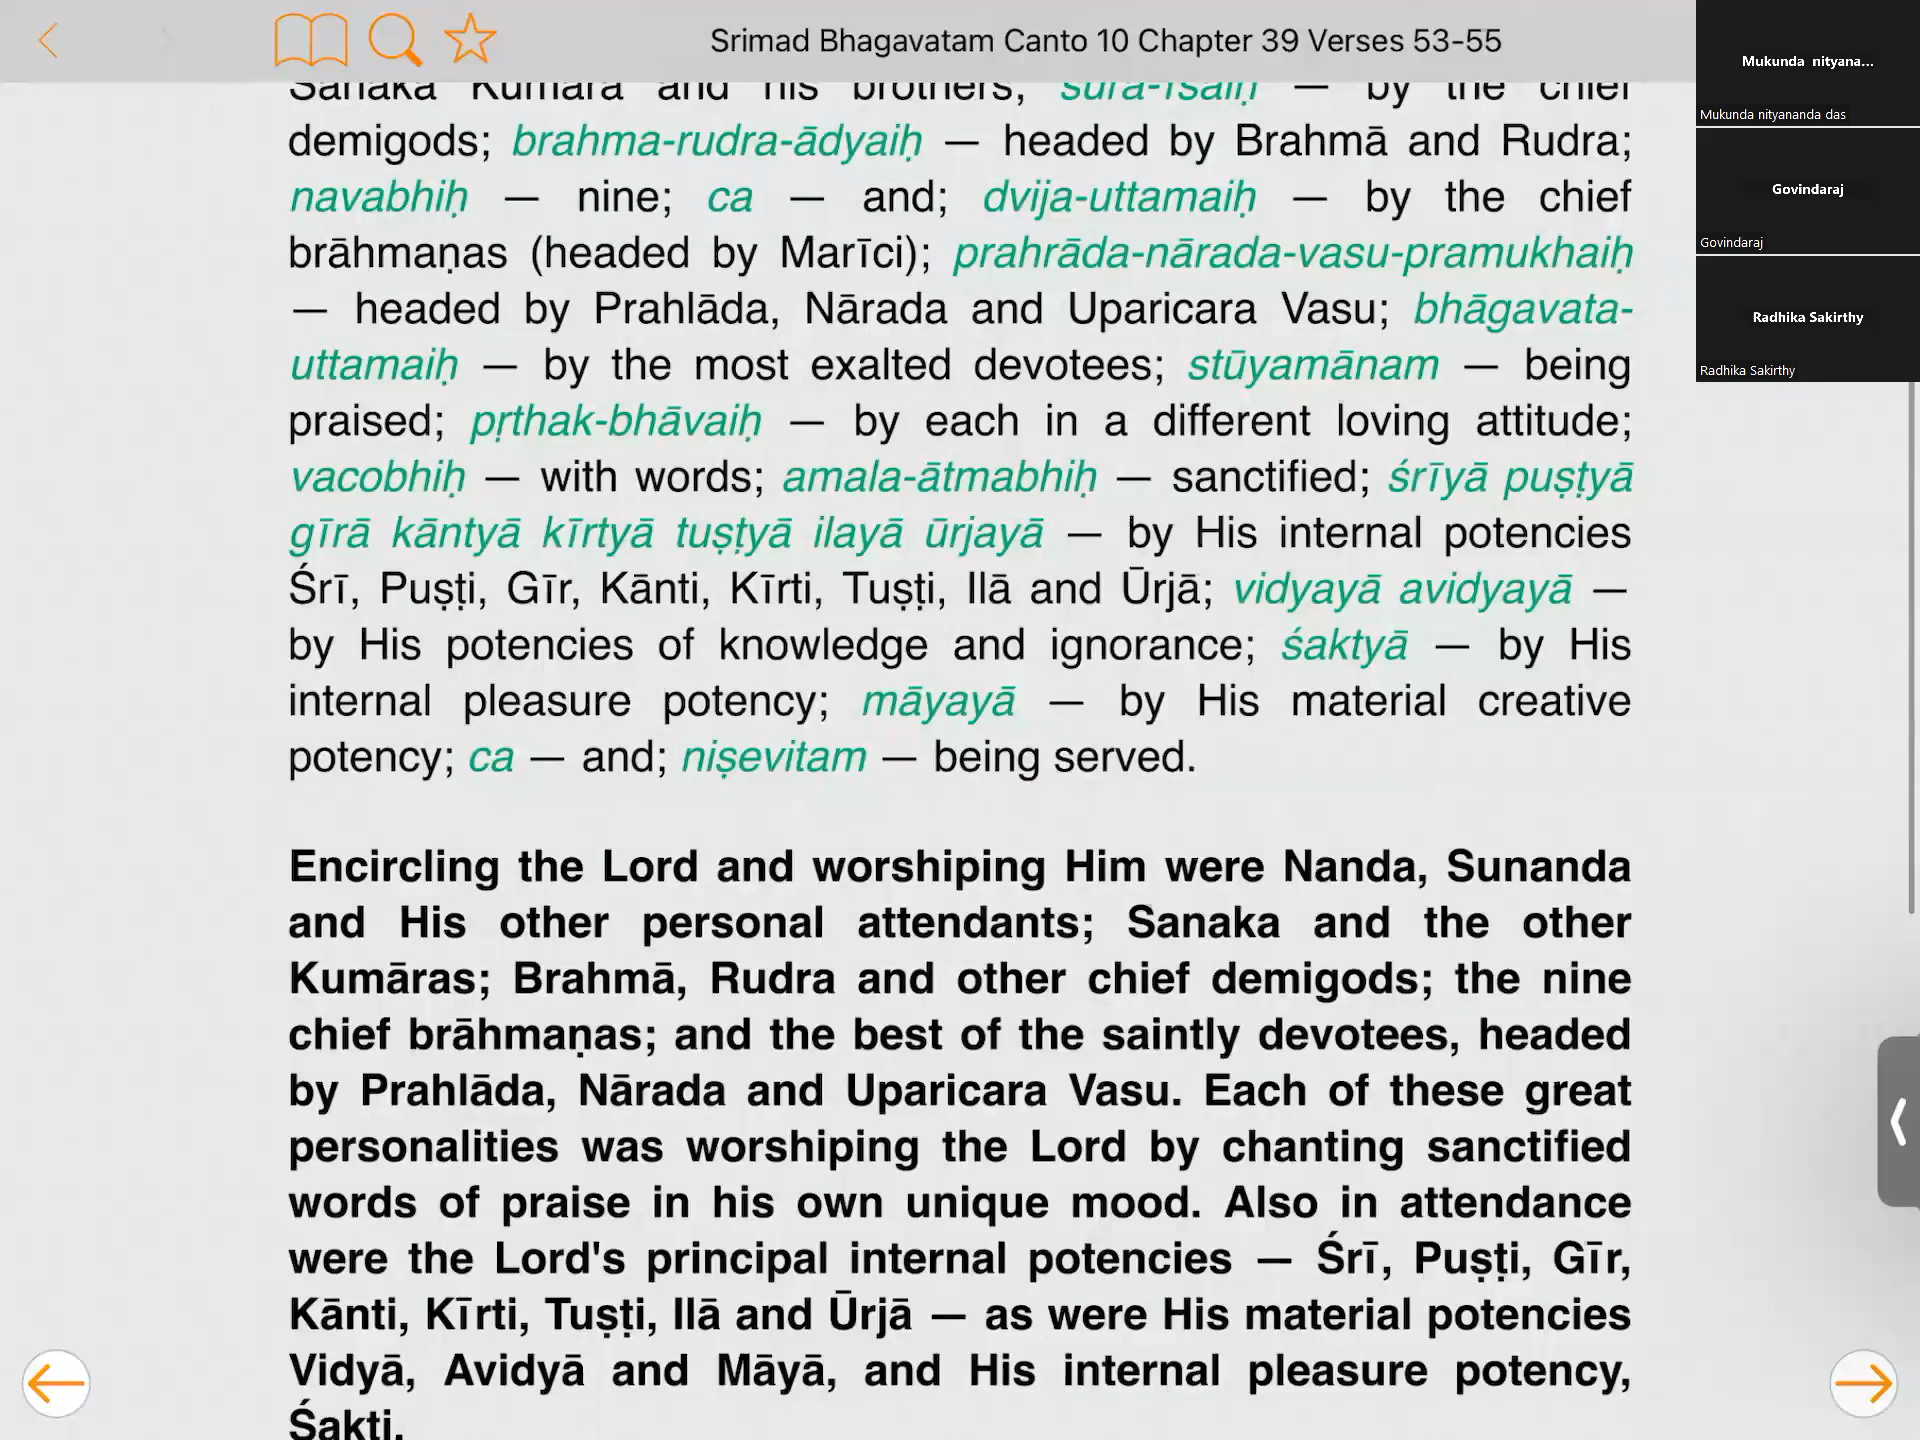 Srimad Bhagavatam Canto 10 Chapter 39 Verses 53-55
Sanaka Kumāra and his brothers; sura-īśaiḥ — by the chief
demigods; brahma-rudra-ādyaiḥ — headed by Brahmā and Rudra;
navabhiḥ — nine; ca — and; dvija-uttamaiḥ — by the chief
brāhmaṇas (headed by Marīci); prahrāda-nārada-vasu-pramukhaiḥ
— headed by Prahlāda, Nārada and Uparicara Vasu; bhāgavata-
uttamaiḥ — by the most exalted devotees; stūyamānam — being
praised; pṛthak-bhāvaiḥ — by each in a different loving attitude;
vacobhiḥ — with words; amala-ātmabhiḥ — sanctified; śrīyā puṣṭyā
gīrā kāntyā kīrtyā tuṣṭyā ilayā ūrjayā — by His internal potencies
Śrī, Puṣṭi, Gīr, Kānti, Kīrti, Tuṣṭi, Ilā and Ūrjā; vidyayā avidyayā —
by His potencies of knowledge and ignorance; śaktyā — by His
internal pleasure potency; māyayā — by His material creative
potency; ca — and; niṣevitam — being served.
Encircling the Lord and worshiping Him were Nanda, Sunanda
and His other personal attendants; Sanaka and the other
Kumāras; Brahmā, Rudra and other chief demigods; the nine
chief brāhmaṇas; and the best of the saintly devotees, headed
by Prahlāda, Nārada and Uparicara Vasu. Each of these great
personalities was worshiping the Lord by chanting sanctified
words of praise in his own unique mood. Also in attendance
were the Lord's principal internal potencies — Śrī, Puṣṭi, Gīr,
Kānti, Kīrti, Tuṣṭi, Ilā and Ūrjā — as were His material potencies
Vidyā, Avidyā and Māyā, and His internal pleasure potency,
Śakti.
Mukunda nityana...
Mukunda nityananda das
Govindaraj
Govindaraj
Radhika Sakirthy
Radhika Sakirthy